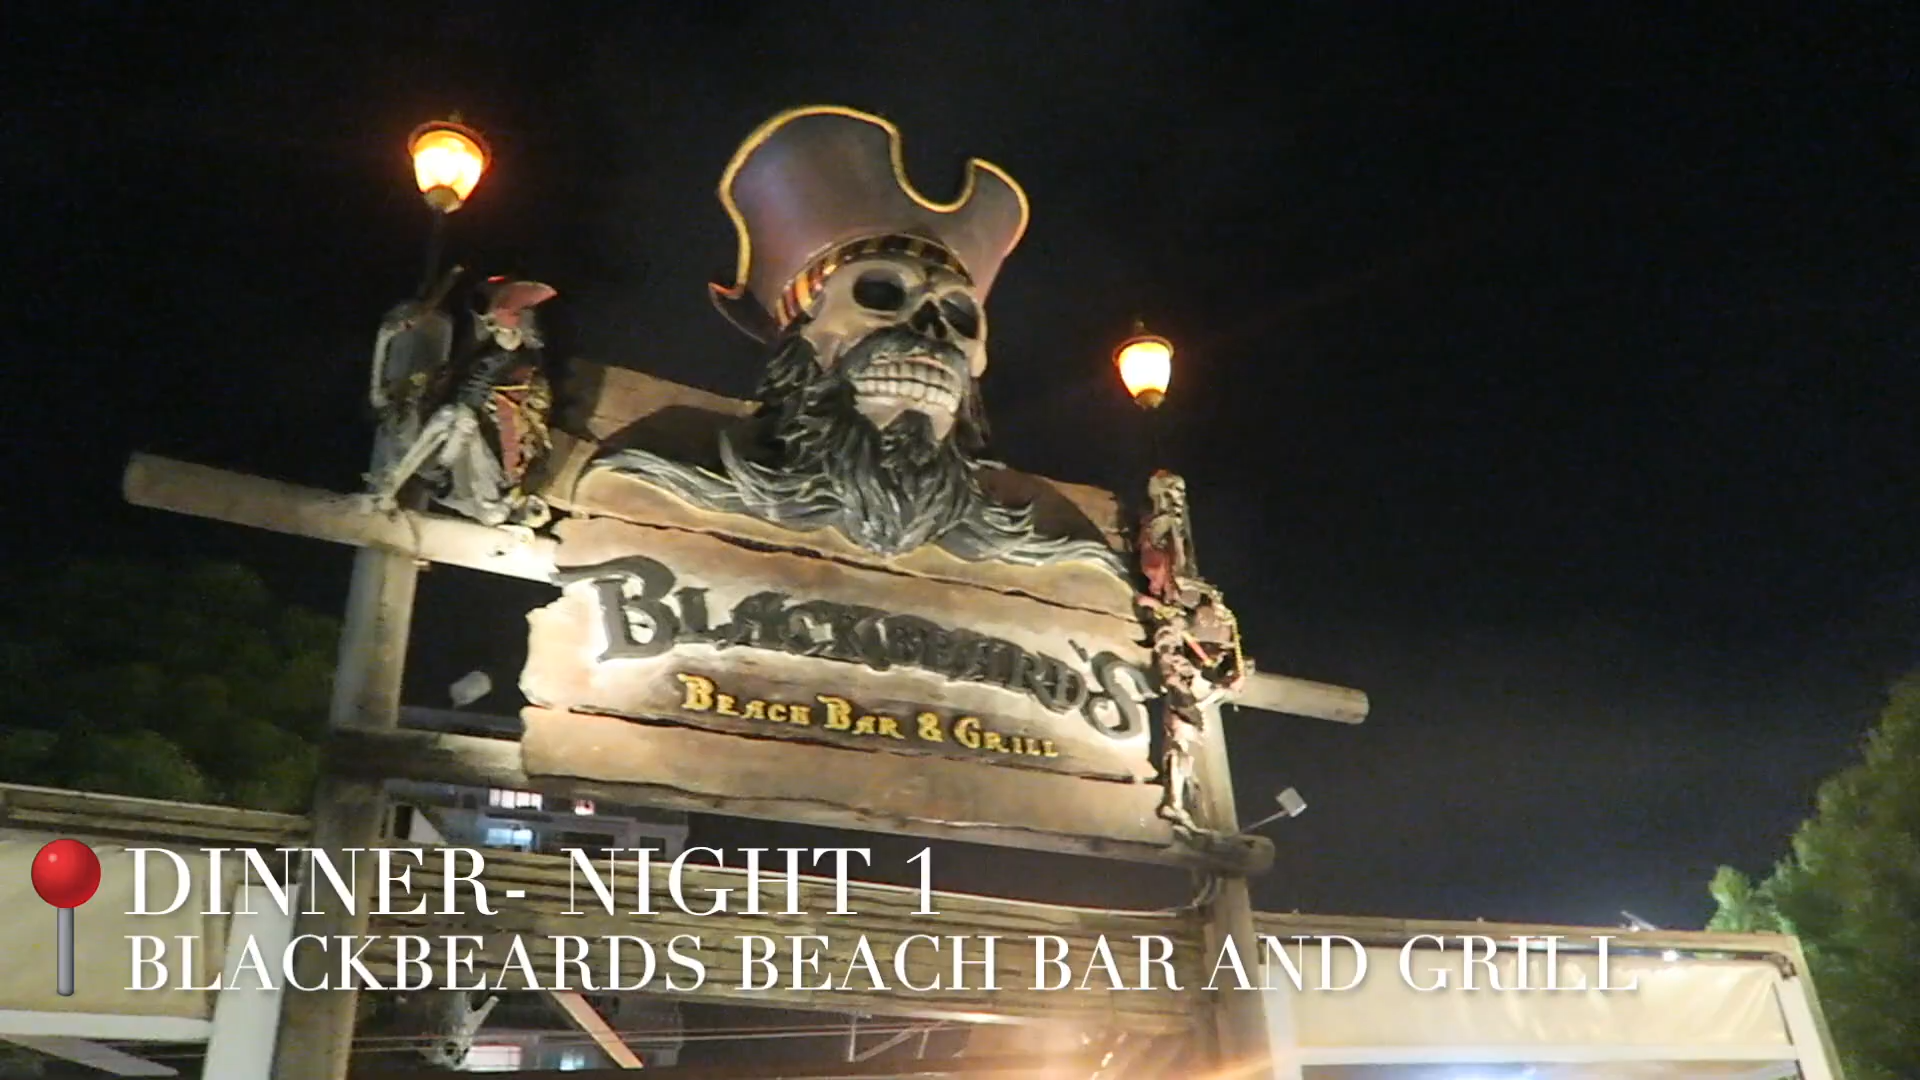 BLACKBEARD'S
BEACH BAR & GRILL
DINNER- NIGHT 1
BLACKBEARDS BEACH BAR AND GRILL